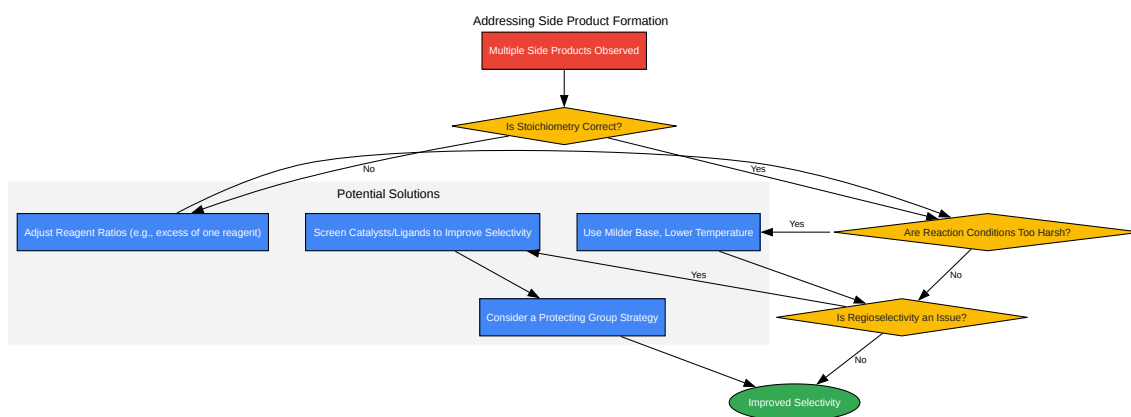 Addressing Side Product Formation
Multiple Side Products Observed
Is Stoichiometry Correct?
No
Yes
Potential Solutions
Adjust Reagent Ratios (e.g., excess of one reagent)
Screen Catalysts/Ligands to Improve Selectivity
Use Milder Base, Lower Temperature
Yes
Are Reaction Conditions Too Harsh?
Yes
No
Consider a Protecting Group Strategy
Is Regioselectivity an Issue?
No
Improved Selectivity